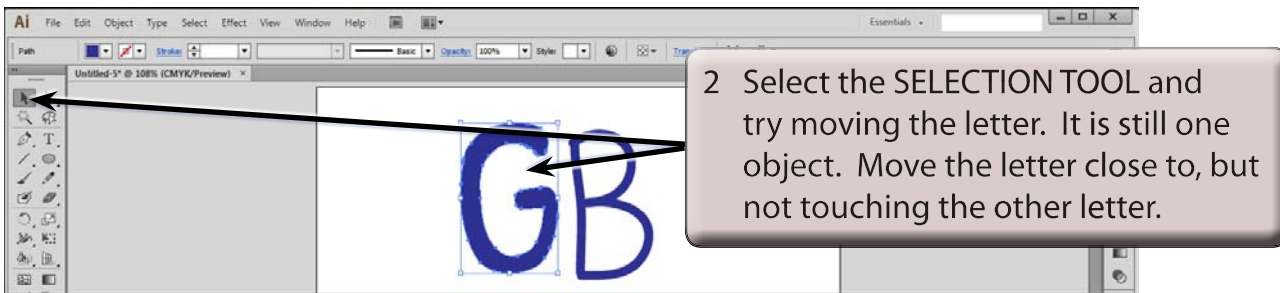 Ai File Edit Object Type Select Effect View Window Help Essentials
Path Stroke: Basic Opacity: 100% Style:
Untitled-5* @ 108% (CMYK/Preview) ×
GB
2 Select the SELECTION TOOL and
try moving the letter. It is still one
object. Move the letter close to, but
not touching the other letter.